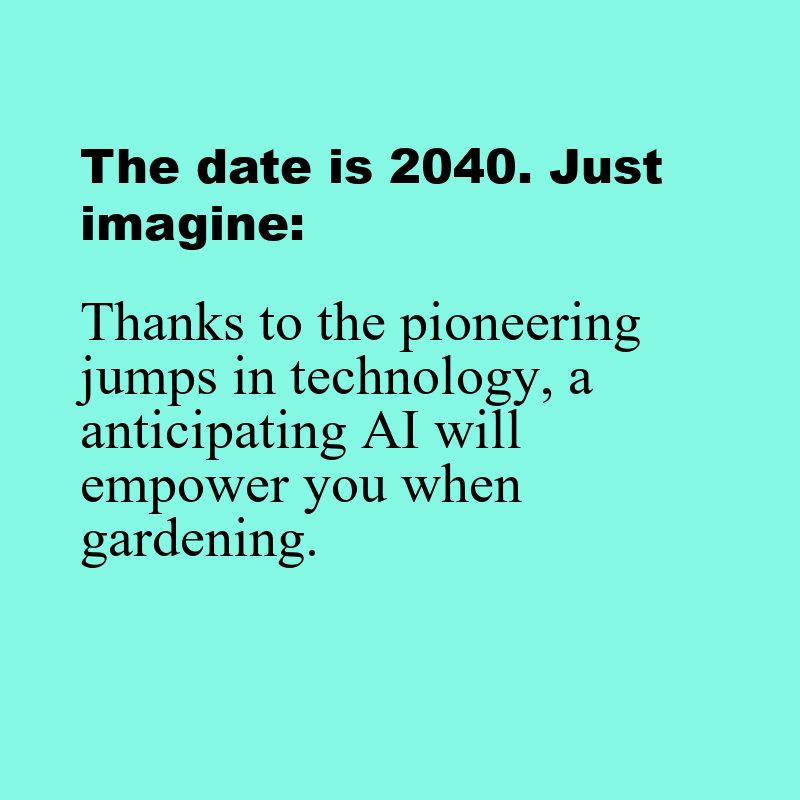 The date is 2040. Just
imagine:
Thanks to the pioneering
jumps in technology, a
anticipating AI will
empower you when
gardening.